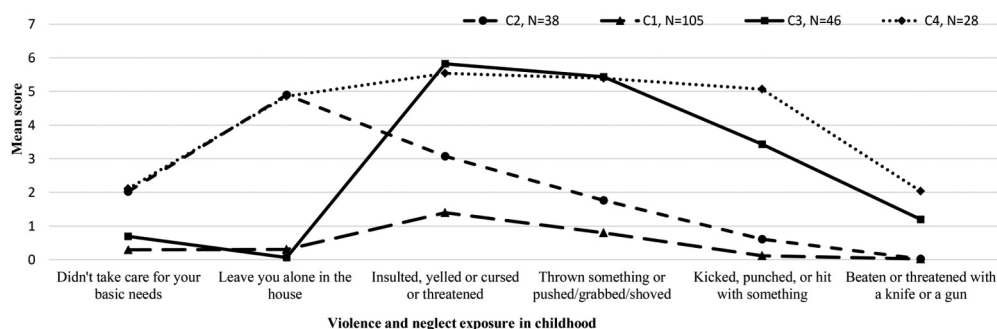 7
C2, N=38
C1, N=105
C3, N=46
C4, N=28
6
5
4
3
2
1
0
Mean score
Didn't take care for your
basic needs
Leave you alone in the
house
Insulted, yelled or cursed
or threatened
Thrown something or
pushed/grabbed/shoved
Kicked, punched, or hit
with something
Beaten or threatened with
a knife or a gun
Violence and neglect exposure in childhood